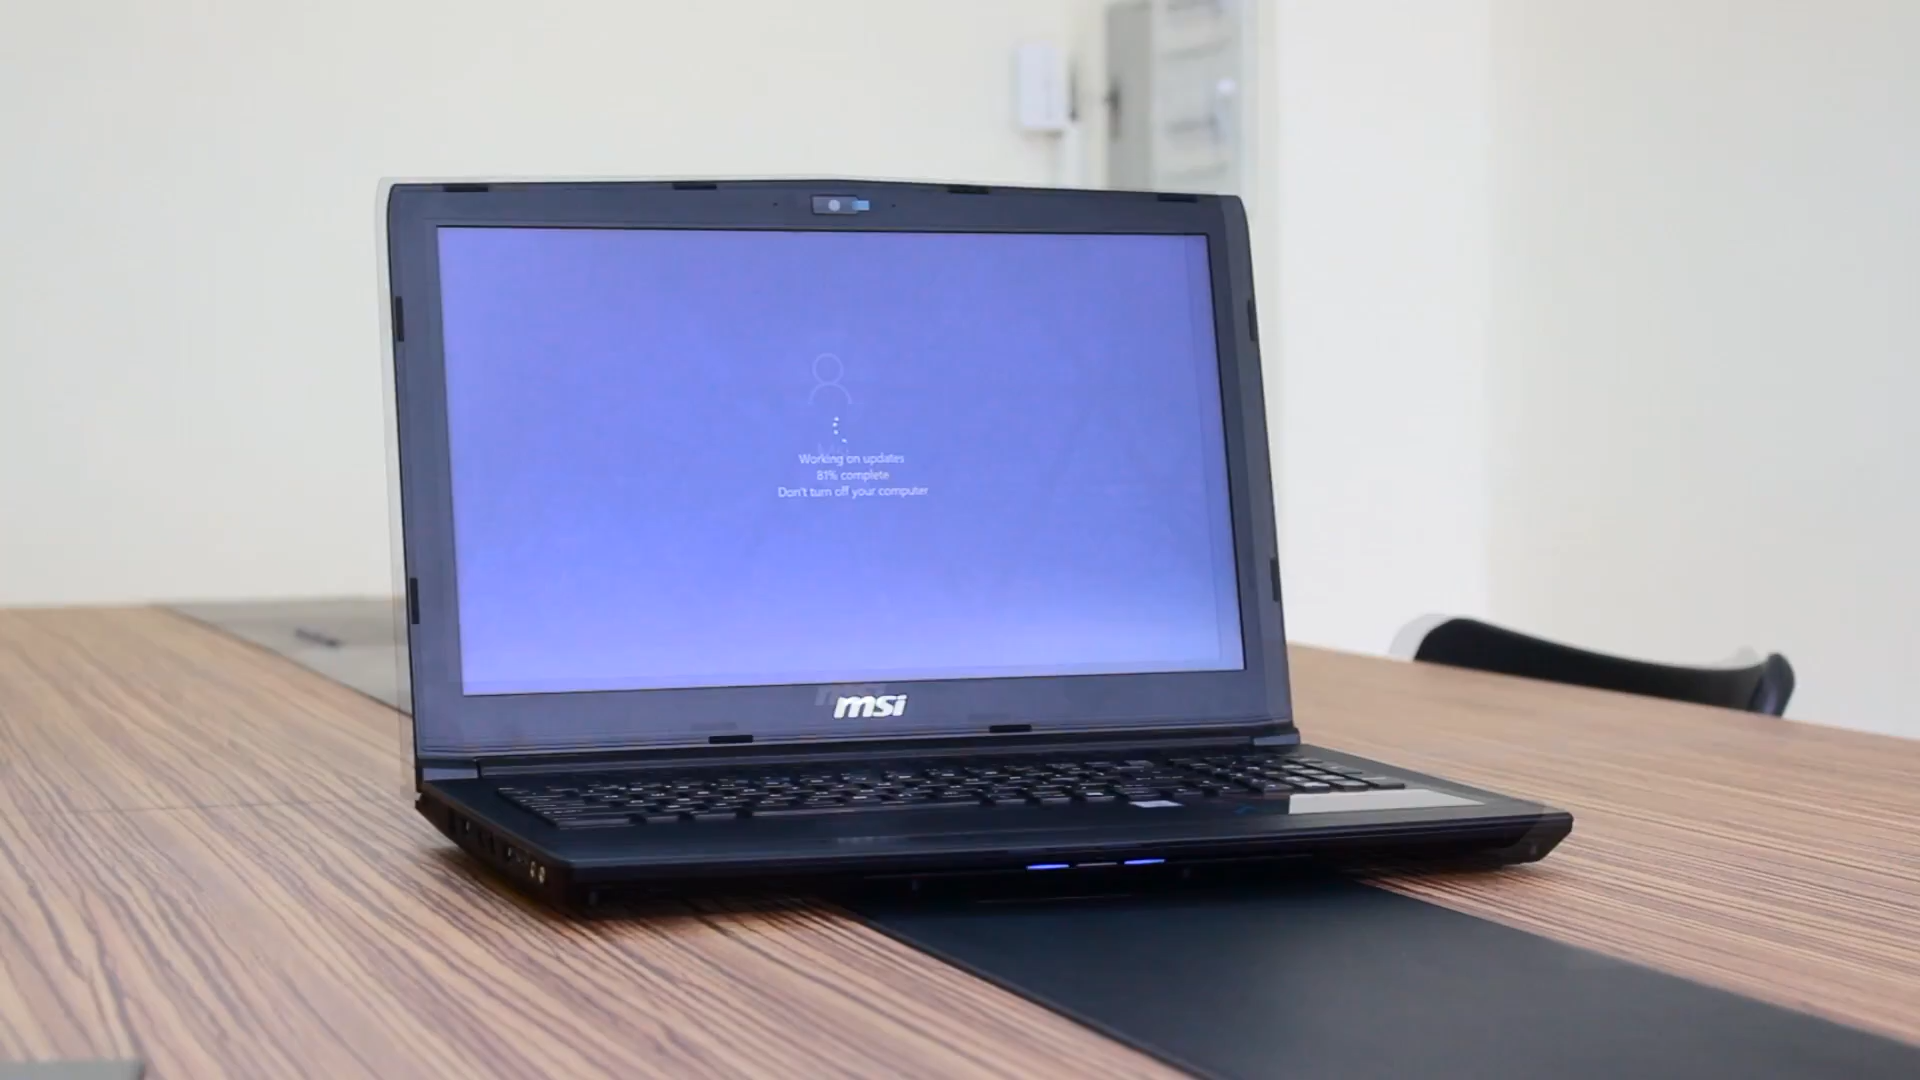 Working on updates
81% complete
Don't turn off your computer
msi